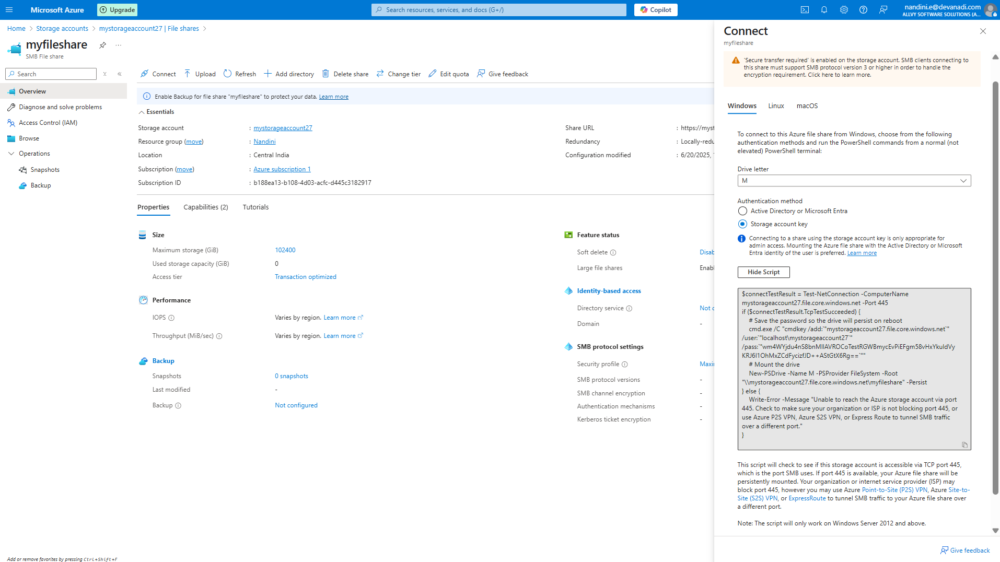 Microsoft Azure
Upgrade
Search resources, services, and docs (G+/)
Copilot
nandini.e@devanadi.com
ALLVY SOFTWARE SOLUTIONS (A...
Home > Storage accounts > mystorageaccount27 | File shares >
myfileshare
...
SMB File share
Search
Overview
Diagnose and solve problems
Access Control (IAM)
Browse
Operations
Snapshots
Backup
Connect
Upload
Refresh
Add directory
Delete share
Change tier
Edit quota
Give feedback
Enable Backup for file share "myfileshare" to protect your data. Learn more
Essentials
Storage account : mystorageaccount27
Resource group (move) : Nandini
Location : Central India
Subscription (move) : Azure subscription 1
Subscription ID : b188ea13-b108-4d03-acfc-d445c3182917
Share URL : https://myst
Redundancy : Locally-redu
Configuration modified : 6/20/2025,
Properties
Capabilities (2)
Tutorials
Size
Maximum storage (GiB) 102400
Used storage capacity (GiB) 0
Access tier Transaction optimized
Performance
IOPS Varies by region. Learn more
Throughput (MiB/sec) Varies by region. Learn more
Backup
Snapshots 0 snapshots
Last modified -
Backup Not configured
Feature status
Soft delete Disab
Large file shares Enabl
Identity-based access
Directory service Not c
Domain -
SMB protocol settings
Security profile Maxi
SMB protocol versions -
SMB channel encryption -
Authentication mechanisms -
Kerberos ticket encryption -
Add or remove favorites by pressing Ctrl+Shift+F
Connect
myfileshare
'Secure transfer required' is enabled on the storage account. SMB clients connecting to
this share must support SMB protocol version 3 or higher in order to handle the
encryption requirement. Click here to learn more.
Windows
Linux
macOS
To connect to this Azure file share from Windows, choose from the following
authentication methods and run the PowerShell commands from a normal (not
elevated) PowerShell terminal:
Drive letter
M
Authentication method
Active Directory or Microsoft Entra
Storage account key
Connecting to a share using the storage account key is only appropriate for
admin access. Mounting the Azure file share with the Active Directory or Microsoft
Entra identity of the user is preferred. Learn more
Hide Script
$connectTestResult = Test-NetConnection -ComputerName
mystorageaccount27.file.core.windows.net -Port 445
if ($connectTestResult.TcpTestSucceeded) {
# Save the password so the drive will persist on reboot
cmd.exe /C "cmdkey /add:`"mystorageaccount27.file.core.windows.net`"
/user:`"localhost\mystorageaccount27`"
/pass:`"wm4WYjdu4nS8bnMIlAVROCoTestRGWBmycEvPiEFgm58vHxYkuIdVy
KRJ6I1OhMxZCdFycizfJD++AStGtX6Rg==`""
# Mount the drive
New-PSDrive -Name M -PSProvider FileSystem -Root
"\\mystorageaccount27.file.core.windows.net\myfileshare" -Persist
} else {
Write-Error -Message "Unable to reach the Azure storage account via port
445. Check to make sure your organization or ISP is not blocking port 445, or
use Azure P2S VPN, Azure S2S VPN, or Express Route to tunnel SMB traffic
over a different port."
}
This script will check to see if this storage account is accessible via TCP port 445,
which is the port SMB uses. If port 445 is available, your Azure file share will be
persistently mounted. Your organization or internet service provider (ISP) may
block port 445, however you may use Azure Point-to-Site (P2S) VPN, Azure Site-to-
Site (S2S) VPN, or ExpressRoute to tunnel SMB traffic to your Azure file share over
a different port.
Note: The script will only work on Windows Server 2012 and above.
Give feedback